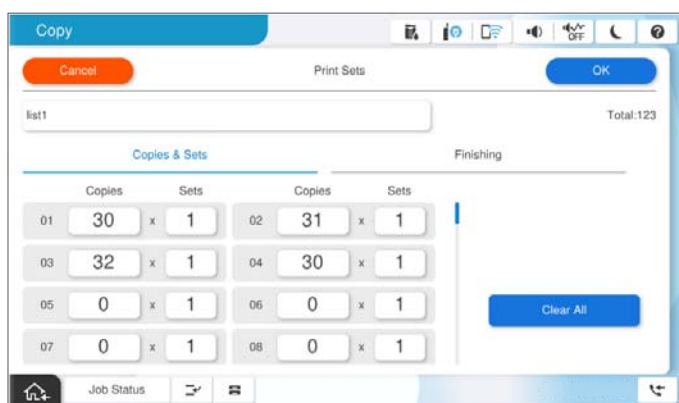 Copy
OFF
Cancel Print Sets OK
list1 Total:123
Copies & Sets Finishing
Copies Sets Copies Sets
01 30 x 1 02 31 x 1
03 32 x 1 04 30 x 1
05 0 x 1 06 0 x 1
Clear All
07 0 x 1 08 0 x 1
Job Status